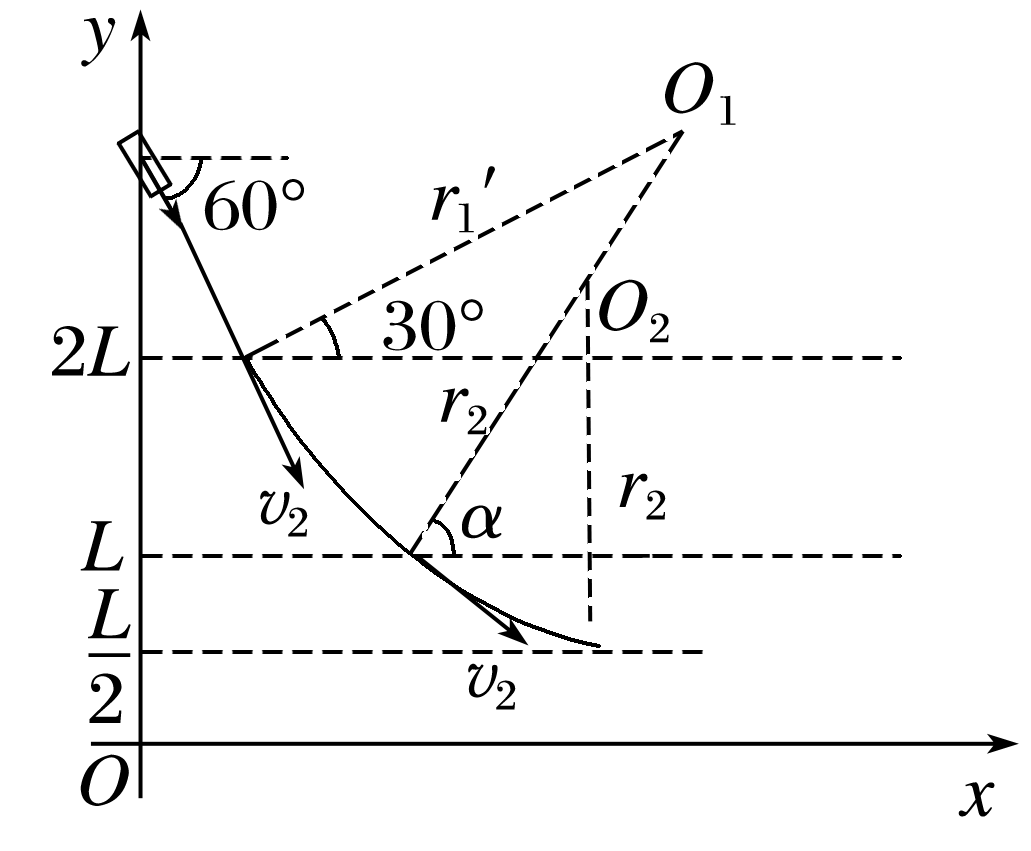 y
O₁
60°
r₁′
30°
O₂
2L
r₂
r₂
v₂
α
L
L/2
v₂
O
x